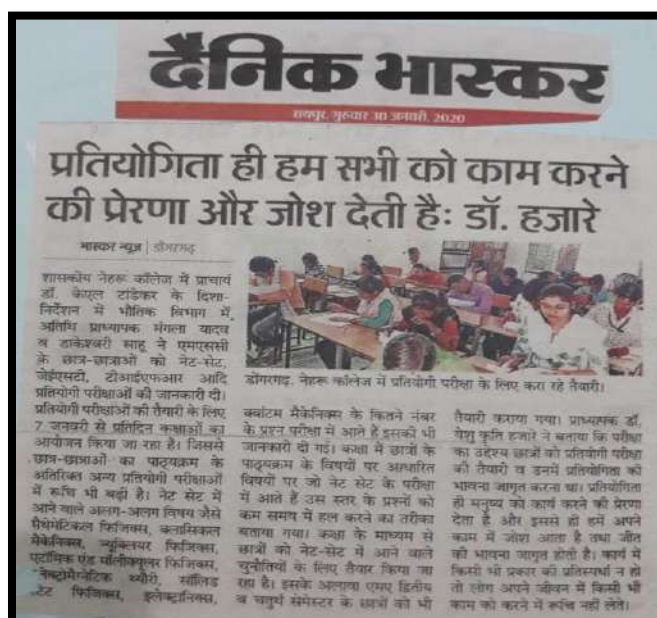 दैनिक भास्कर
रायपुर, गुरुवार 30 जनवरी, 2020
प्रतियोगिता ही हम सभी को काम करने
की प्रेरणा और जोश देती है: डॉ. हजारे
भास्कर न्यूज | डोंगरगढ़
शासकीय नेहरू कॉलेज में प्राचार्य
डॉ. केएल टांडेकर के दिशा-
निर्देशन में भौतिक विभाग में
अतिथि प्राध्यापक मंगला यादव
व डाकेश्वरी साहू ने एमएससी
के छात्र-छात्राओं को नेट-सेट,
जेईएसटी, टीआईएफआर आदि
प्रतियोगी परीक्षाओं की जानकारी दी।
प्रतियोगी परीक्षाओं की तैयारी के लिए
7 जनवरी से प्रतिदिन कक्षाओं का
आयोजन किया जा रहा है। जिससे
छात्र-छात्राओं का पाठ्यक्रम के
अतिरिक्त अन्य प्रतियोगी परीक्षाओं
में रूचि भी बढ़ी है। नेट सेट में
आने वाले अलग-अलग विषय जैसे
मैथेमेटिकल फिजिक्स, क्लासिकल
मैकेनिक्स, न्यूक्लियर फिजिक्स,
एटॉमिक एंड मॉलीक्यूलर फिजिक्स,
इलेक्ट्रोमैग्नेटिक थ्योरी, सॉलिड
स्टेट फिजिक्स, इलेक्ट्रानिक्स,
डोंगरगढ़. नेहरू कॉलेज में प्रतियोगी परीक्षा के लिए करा रहे तैयारी।
क्वांटम मैकेनिक्स के कितने नंबर
के प्रश्न परीक्षा में आते हैं इसकी भी
जानकारी दी गई। कक्षा में छात्रों के
पाठ्यक्रम के विषयों पर आधारित
विषयों पर जो नेट सेट के परीक्षा
में आते हैं उस स्तर के प्रश्नों को
कम समय में हल करने का तरीका
बताया गया। कक्षा के माध्यम से
छात्रों को नेट-सेट में आने वाले
चुनौतियों के लिए तैयार किया जा
रहा है। इसके अलावा एमए द्वितीय
व चतुर्थ सेमेस्टर के छात्रों को भी
तैयारी कराया गया। प्राध्यापक डॉ.
येशु कृति हजारे ने बताया कि परीक्षा
का उद्देश्य छात्रों को प्रतियोगी परीक्षा
की तैयारी व उनमें प्रतियोगिता की
भावना जागृत करना था। प्रतियोगिता
ही मनुष्य को कार्य करने की प्रेरणा
देता है और इससे ही हमें अपने
काम में जोश आता है तथा जीत
की भावना जागृत होती है। कार्य में
किसी भी प्रकार की प्रतिस्पर्धा न हो
तो लोग अपने जीवन में किसी भी
काम को करने में रूचि नहीं लेते।